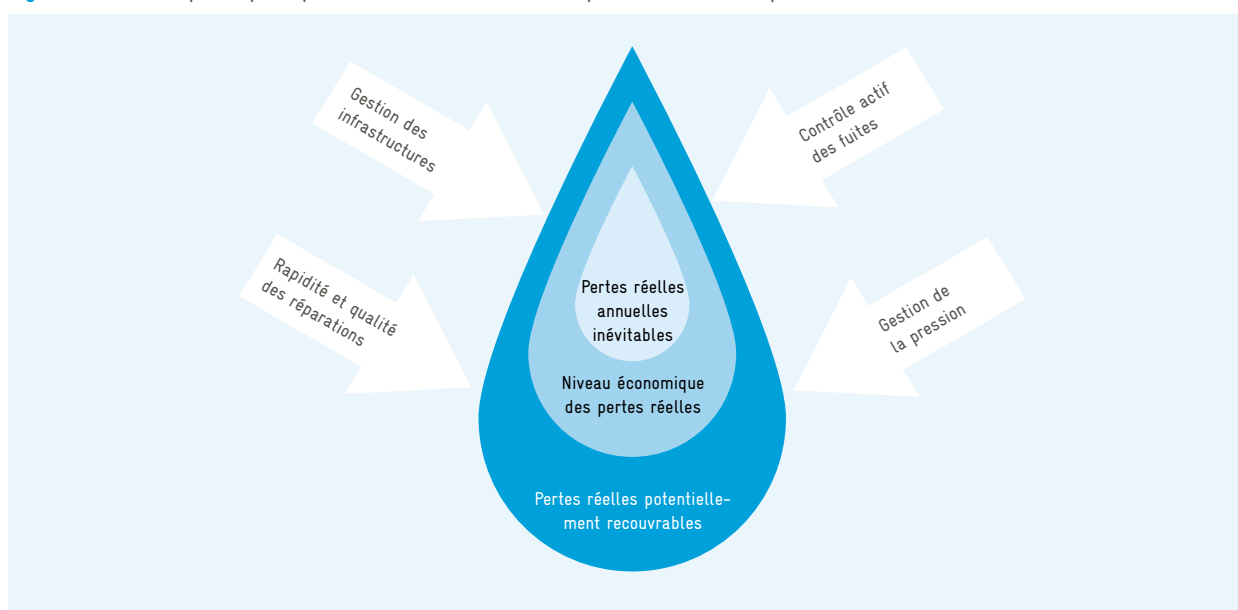 Gestion des
infrastructures
Contrôle actif
des fuites
Rapidité et qualité
des réparations
Gestion de
la pression
Pertes réelles
annuelles
inévitables
Niveau économique
des pertes réelles
Pertes réelles potentielle-
ment recouvrables